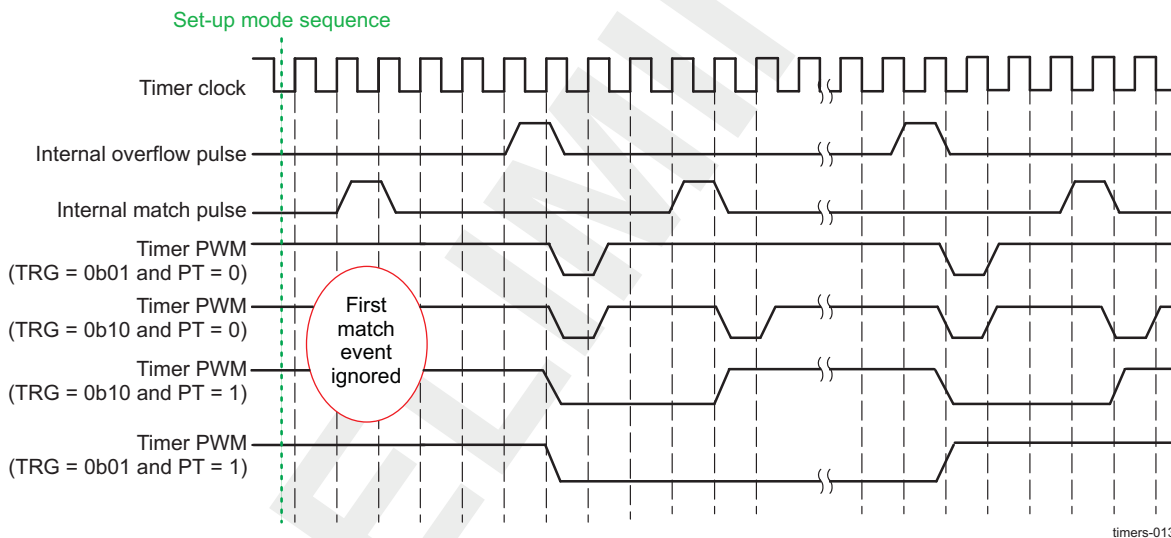 Set-up mode sequence
Timer clock
Internal overflow pulse
Internal match pulse
Timer PWM
(TRG = 0b01 and PT = 0)
Timer PWM
(TRG = 0b10 and PT = 0)
First
match
event
ignored
Timer PWM
(TRG = 0b10 and PT = 1)
Timer PWM
(TRG = 0b01 and PT = 1)
ELIMI
timers-013